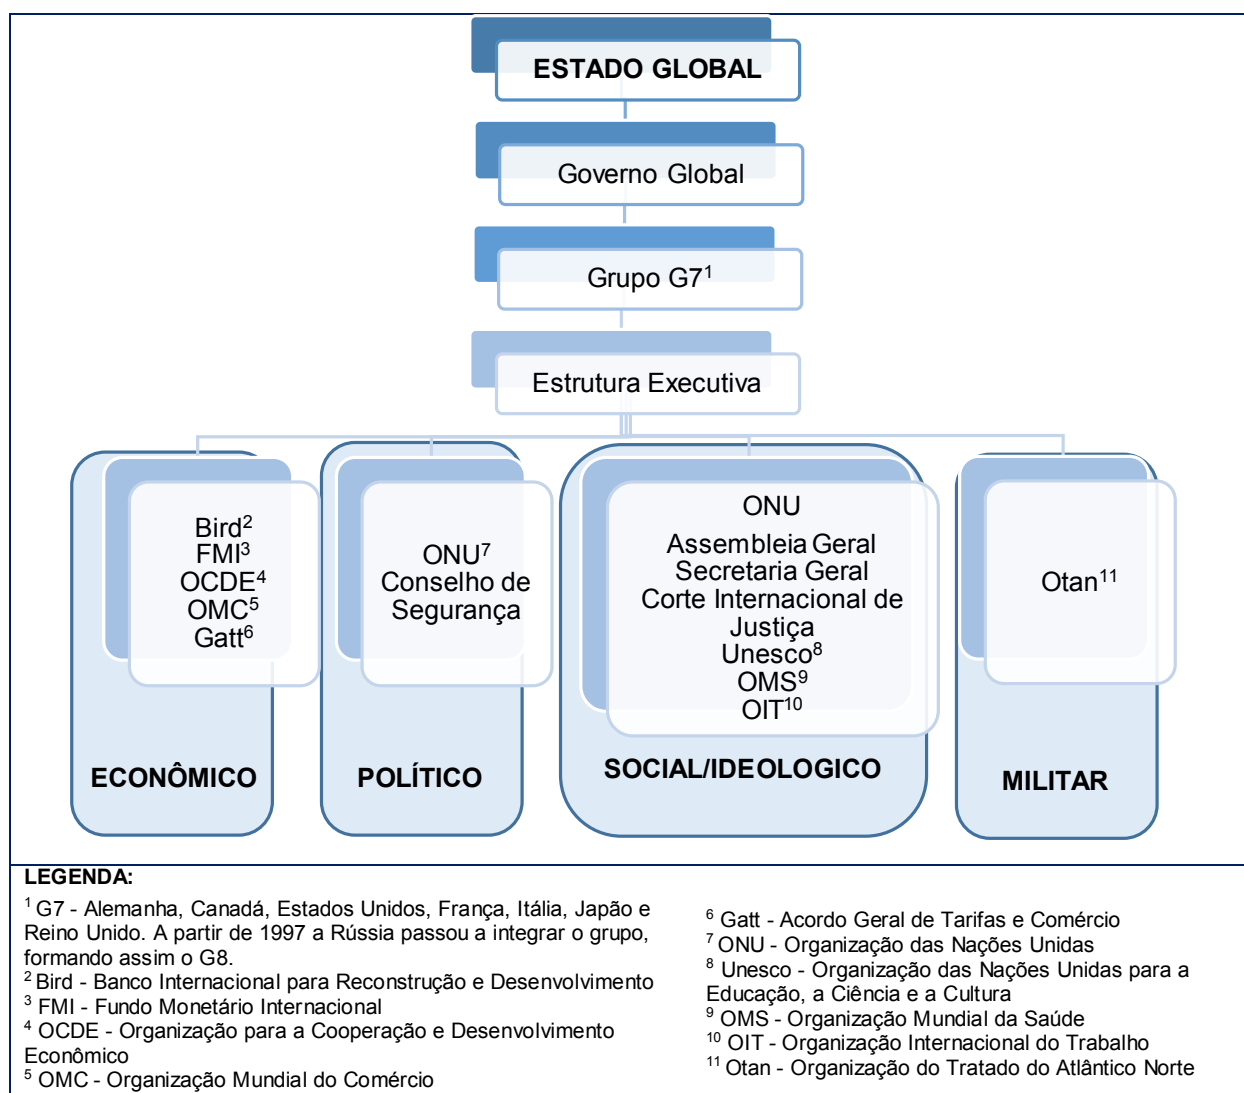 ESTADO GLOBAL
Governo Global
Grupo G7¹
Estrutura Executiva
Bird²
FMI³
OCDE⁴
OMC⁵
Gatt⁶
ECONÔMICO
ONU⁷
Conselho de
Segurança
POLÍTICO
ONU
Assembleia Geral
Secretaria Geral
Corte Internacional de
Justiça
Unesco⁸
OMS⁹
OIT¹⁰
SOCIAL/IDEOLOGICO
Otan¹¹
MILITAR
LEGENDA:
¹ G7 - Alemanha, Canadá, Estados Unidos, França, Itália, Japão e
Reino Unido. A partir de 1997 a Rússia passou a integrar o grupo,
formando assim o G8.
² Bird - Banco Internacional para Reconstrução e Desenvolvimento
³ FMI - Fundo Monetário Internacional
⁴ OCDE - Organização para a Cooperação e Desenvolvimento
Econômico
⁵ OMC - Organização Mundial do Comércio
⁶ Gatt - Acordo Geral de Tarifas e Comércio
⁷ ONU - Organização das Nações Unidas
⁸ Unesco - Organização das Nações Unidas para a
Educação, a Ciência e a Cultura
⁹ OMS - Organização Mundial da Saúde
¹⁰ OIT - Organização Internacional do Trabalho
¹¹ Otan - Organização do Tratado do Atlântico Norte